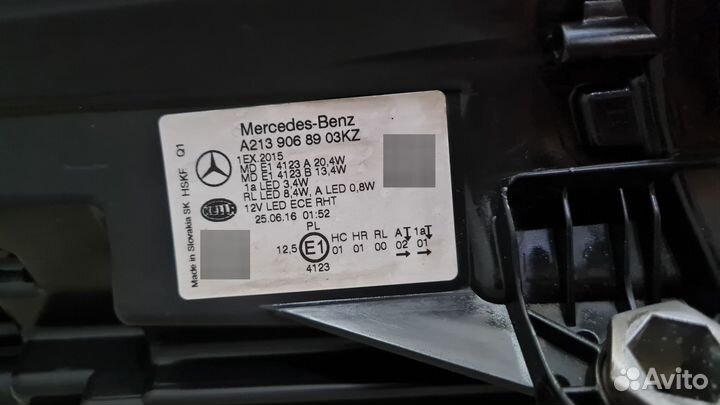 Mercedes-Benz
A213 906 89 03KZ
1EX.2015
MD E1 4123 A 20,4W
MD E1 4123 B 13,4W
1a LED 3,4W
RL LED 8,4W, A LED 0,8W
12V LED ECE RHT
25.06.16 01:52
PL
HC HR RL A 1a
12,5 E1 01 01 00 02 01
4123
Made in Slovakia SK HSKF Q1
HELLA
Avito